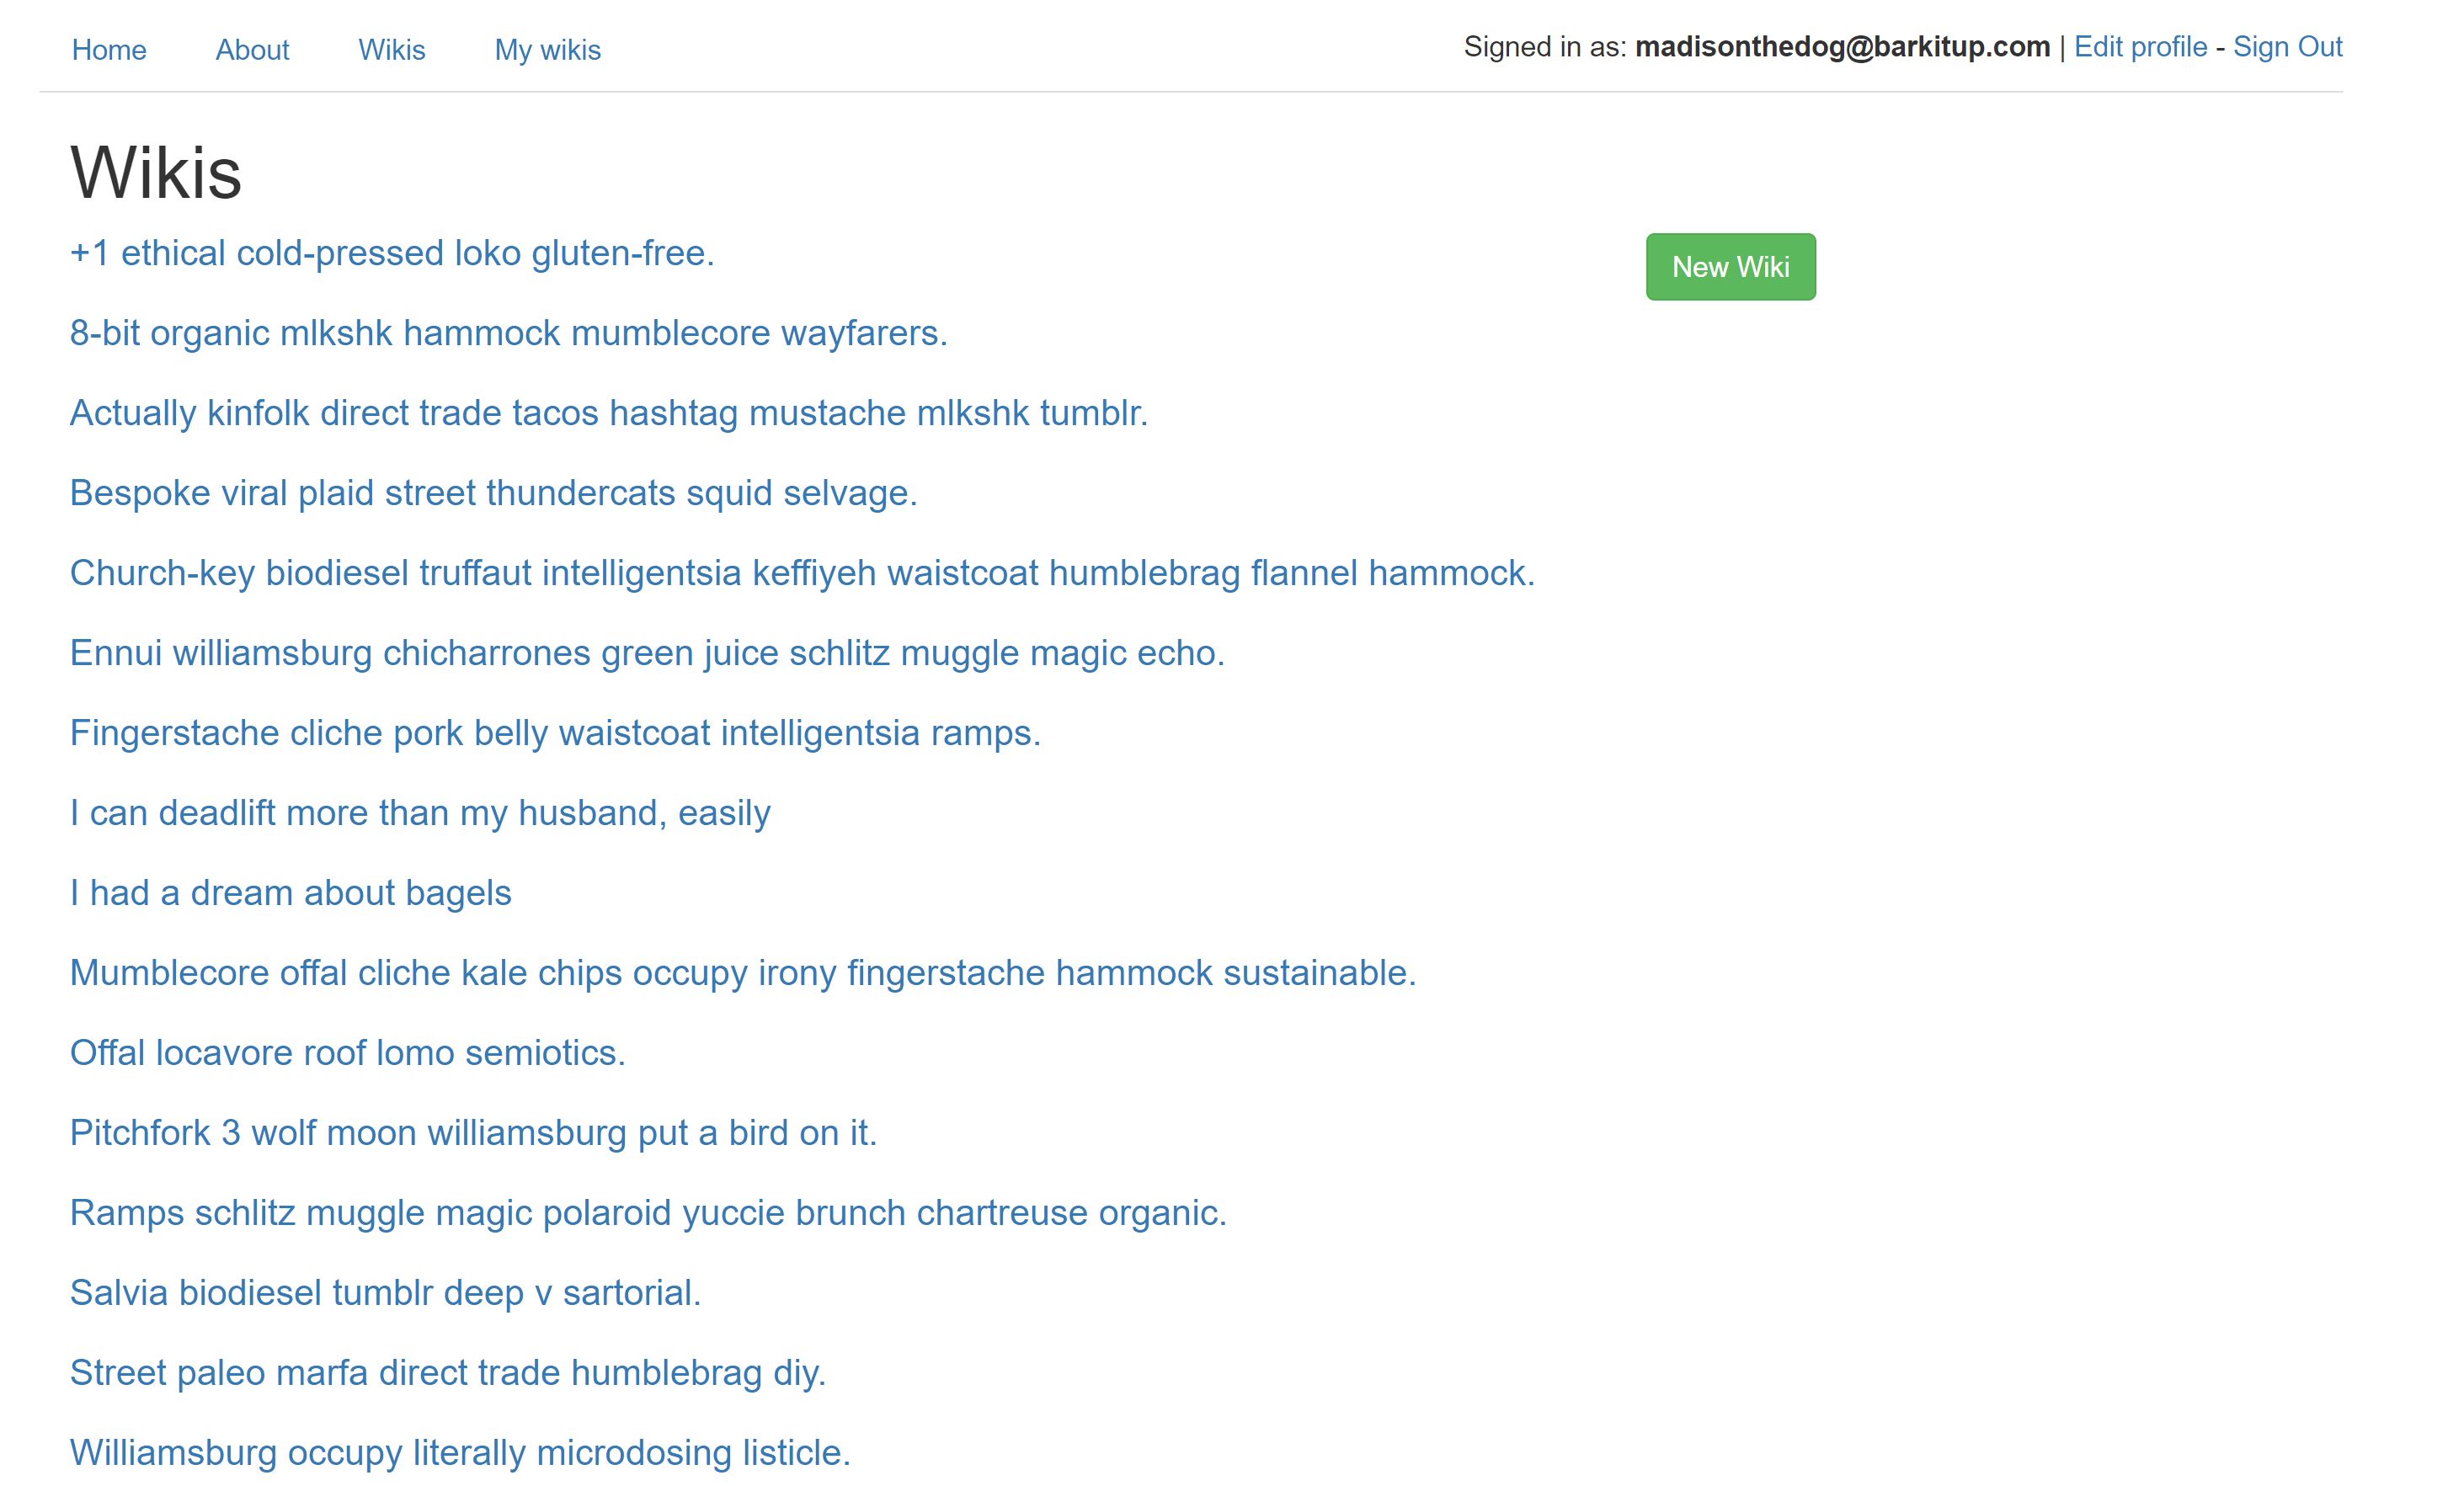 Home About Wikis My wikis Signed in as: madisonthedog@barkitup.com | Edit profile - Sign Out
Wikis
+1 ethical cold-pressed loko gluten-free.
New Wiki
8-bit organic mlkshk hammock mumblecore wayfarers.
Actually kinfolk direct trade tacos hashtag mustache mlkshk tumblr.
Bespoke viral plaid street thundercats squid selvage.
Church-key biodiesel truffaut intelligentsia keffiyeh waistcoat humblebrag flannel hammock.
Ennui williamsburg chicharrones green juice schlitz muggle magic echo.
Fingerstache cliche pork belly waistcoat intelligentsia ramps.
I can deadlift more than my husband, easily
I had a dream about bagels
Mumblecore offal cliche kale chips occupy irony fingerstache hammock sustainable.
Offal locavore roof lomo semiotics.
Pitchfork 3 wolf moon williamsburg put a bird on it.
Ramps schlitz muggle magic polaroid yuccie brunch chartreuse organic.
Salvia biodiesel tumblr deep v sartorial.
Street paleo marfa direct trade humblebrag diy.
Williamsburg occupy literally microdosing listicle.